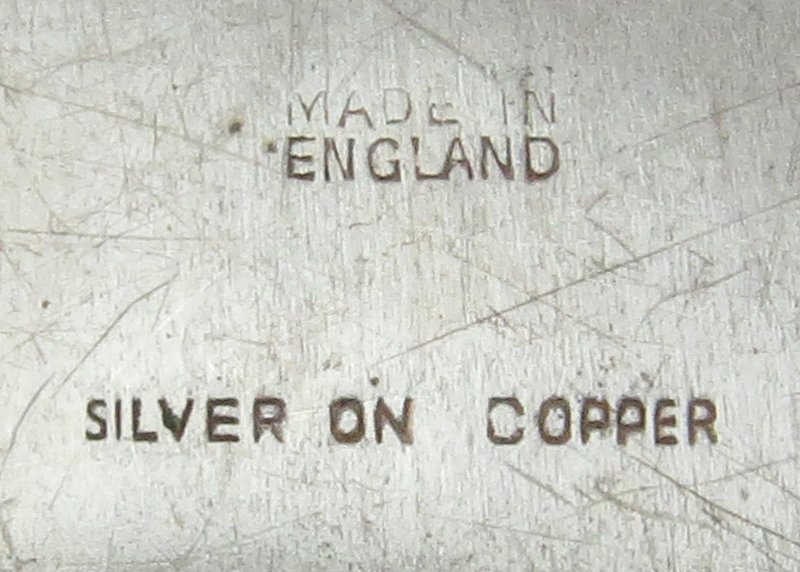 MADE IN
ENGLAND
SILVER ON COPPER